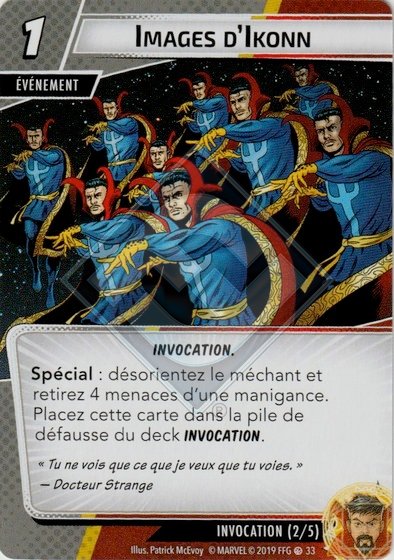 1
IMAGES D'IKONN
ÉVÉNEMENT
INVOCATION.
Spécial : désorientez le méchant et
retirez 4 menaces d'une manigance.
Placez cette carte dans la pile de
défausse du deck INVOCATION.
« Tu ne vois que ce que je veux que tu voies. »
— Docteur Strange
INVOCATION (2/5)
Illus. Patrick McEvoy © MARVEL © 2019 FFG 33